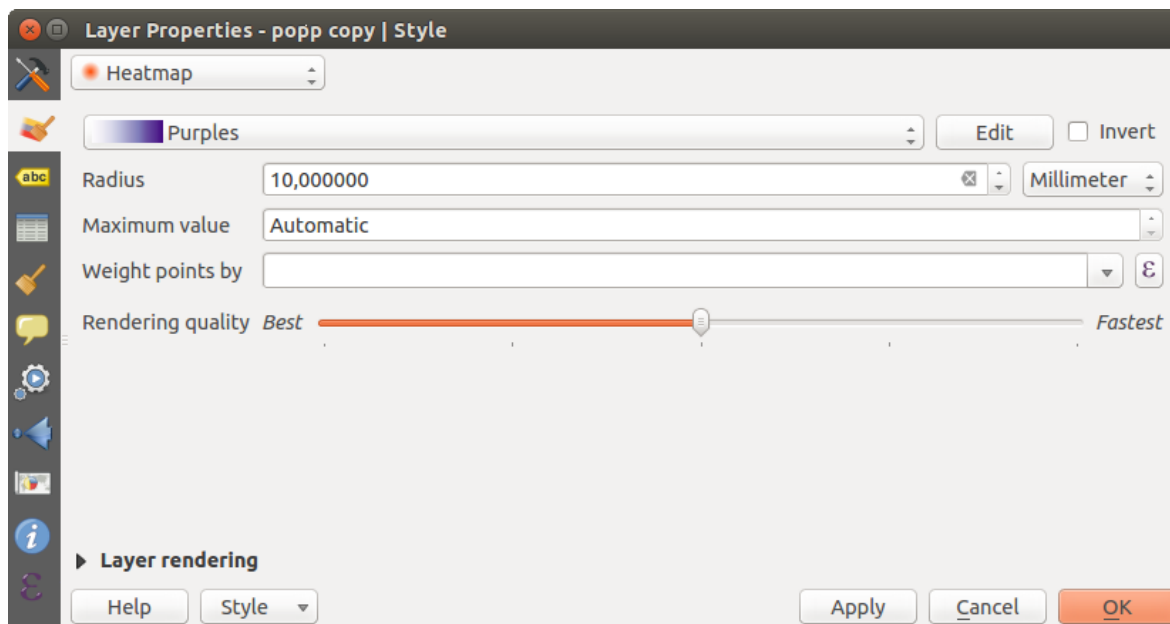 Layer Properties - popp copy | Style
Heatmap
Purples Edit Invert
abc
Radius 10,000000 Millimeter
Maximum value Automatic
Weight points by ε
Rendering quality Best Fastest
i
ε
Layer rendering
Help Style Apply Cancel OK